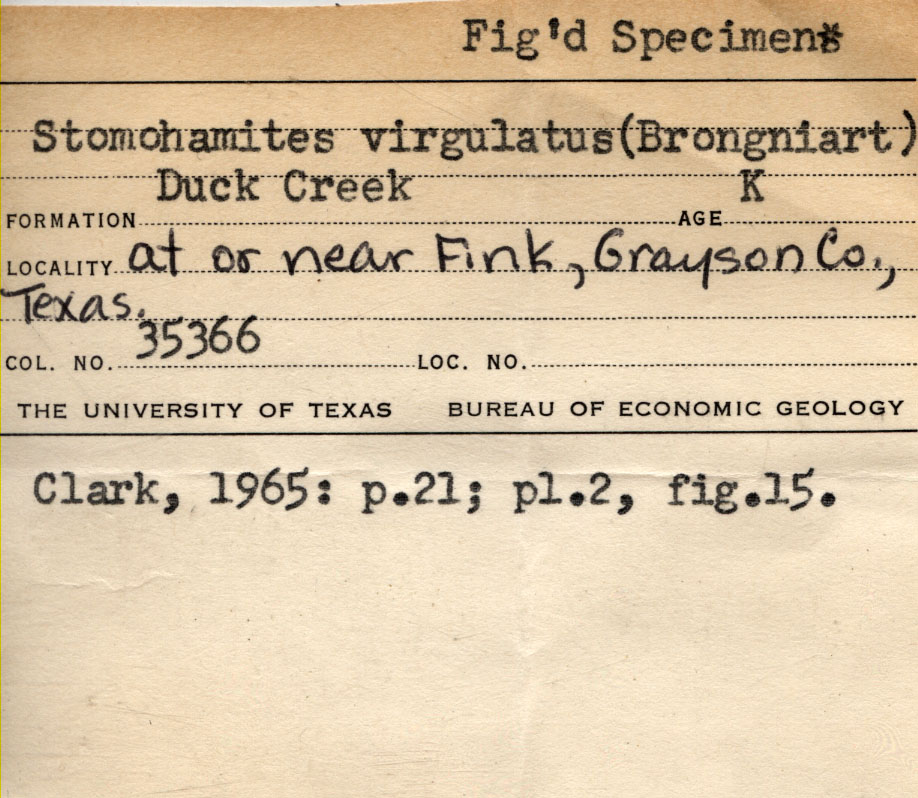 Fig'd Specimen
Stomohamites virgulatus(Brongniart)
FORMATION Duck Creek AGE K
LOCALITY at or near Fink, Grayson Co.,
Texas.
COL. NO. 35366 LOC. NO.
THE UNIVERSITY OF TEXAS BUREAU OF ECONOMIC GEOLOGY
Clark, 1965: p.21; pl.2, fig.15.